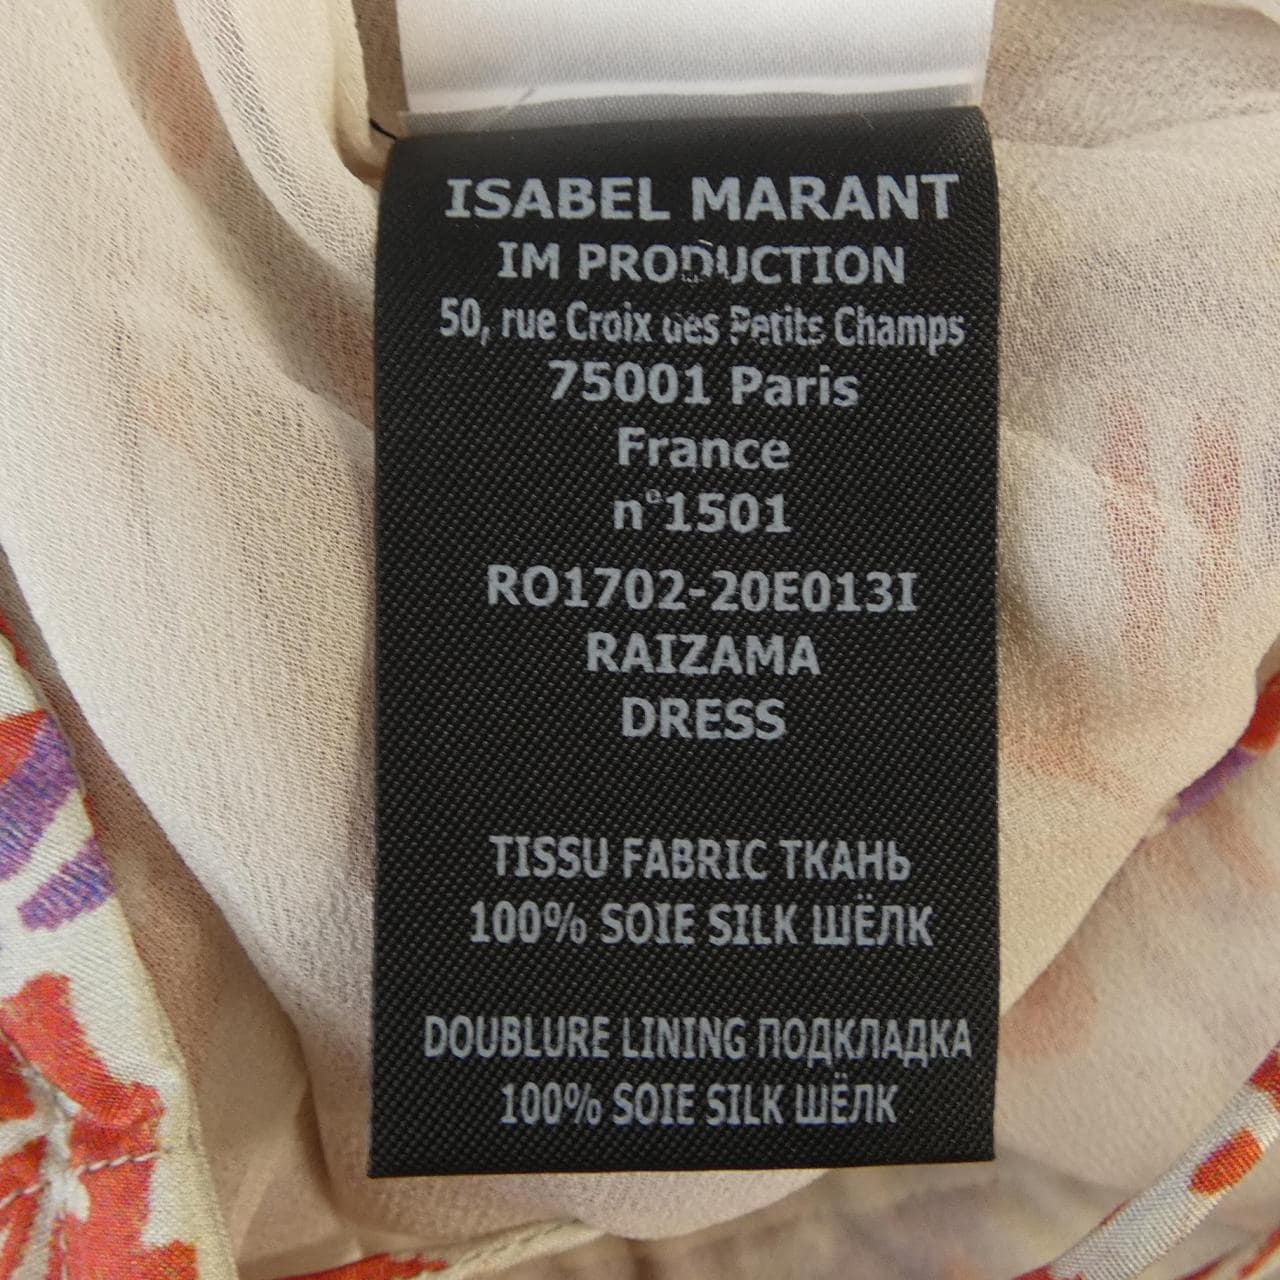 ISABEL MARANT
IM PRODUCTION
50, rue Croix des Petits Champs
75001 Paris
France
n°1501
RO1702-20E013I
RAIZAMA
DRESS
TISSU FABRIC ТКАНЬ
100% SOIE SILK ШЁЛК
DOUBLURE LINING ПОДКЛАДКА
100% SOIE SILK ШЁЛК